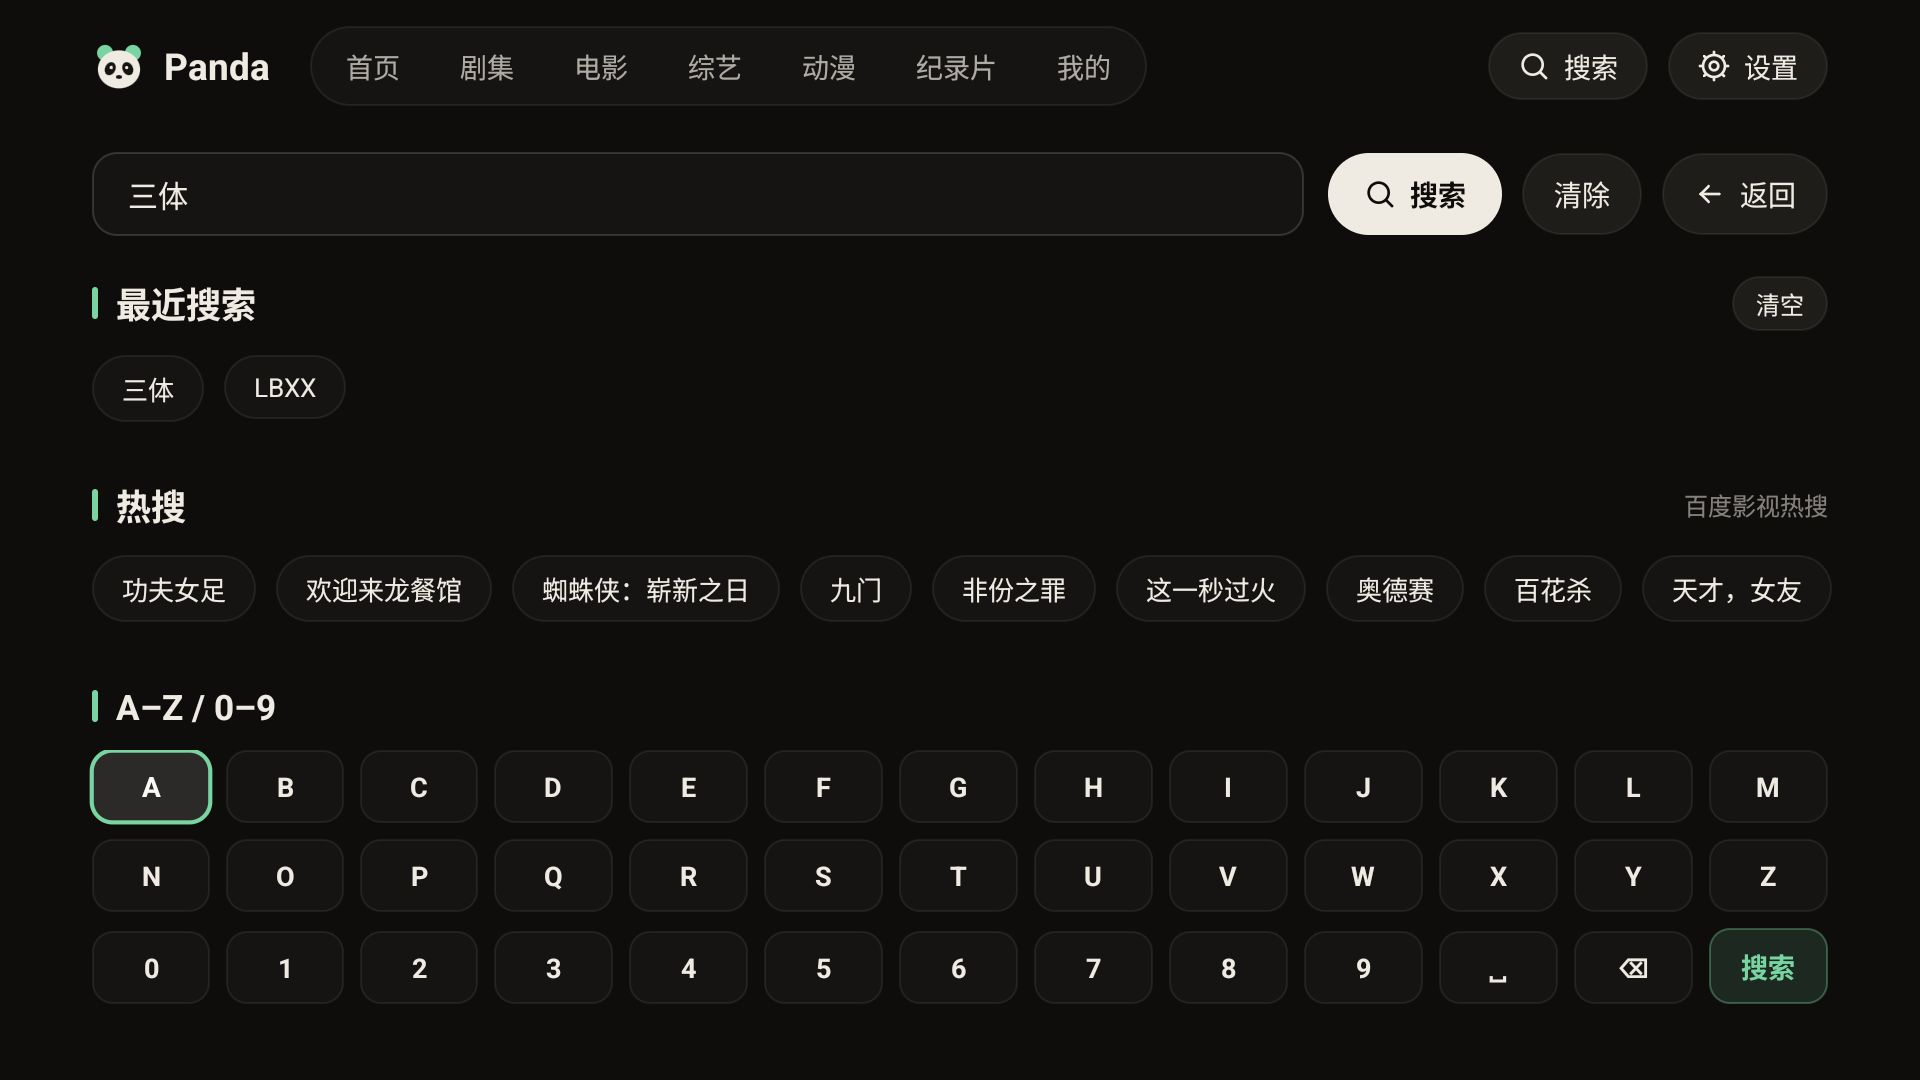 Panda 首页 剧集 电影 综艺 动漫 纪录片 我的 搜索 设置
三体 搜索 清除 返回
最近搜索 清空
三体 LBXX
热搜 百度影视热搜
功夫女足 欢迎来龙餐馆 蜘蛛侠：崭新之日 九门 非份之罪 这一秒过火 奥德赛 百花杀 天才，女友
A–Z / 0–9
A B C D E F G H I J K L M
N O P Q R S T U V W X Y Z
0 1 2 3 4 5 6 7 8 9 ␣ ⌫ 搜索